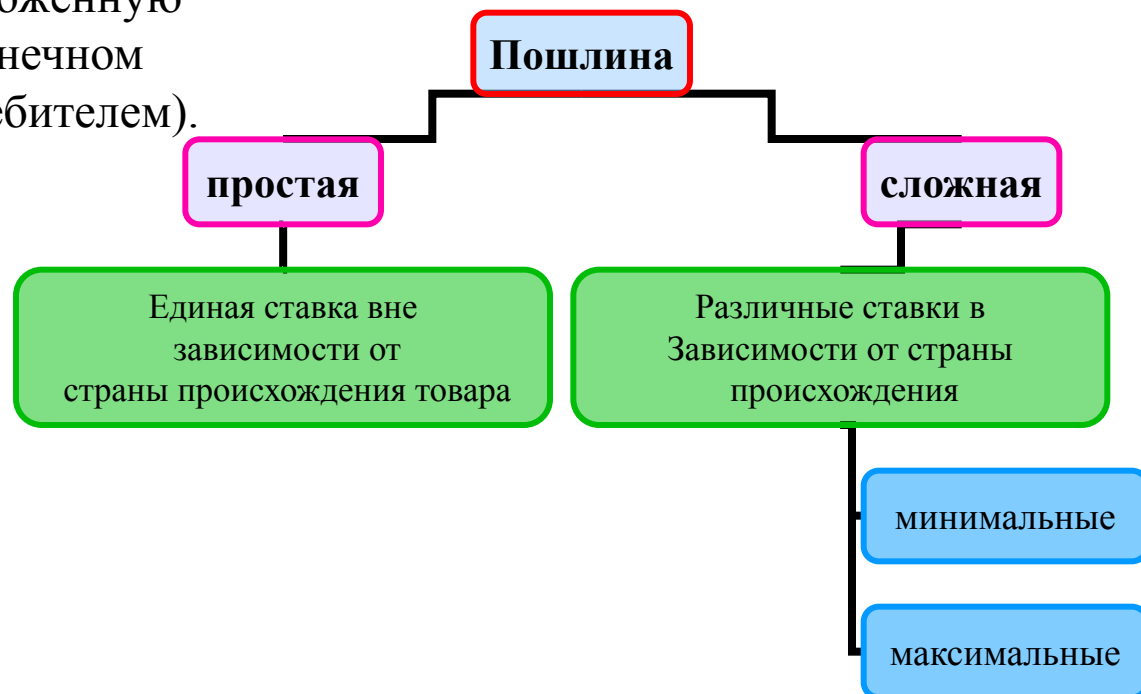 оженную
нечном
ебителем).
Пошлина
простая
сложная
Единая ставка вне
зависимости от
страны происхождения товара
Различные ставки в
Зависимости от страны
происхождения
минимальные
максимальные